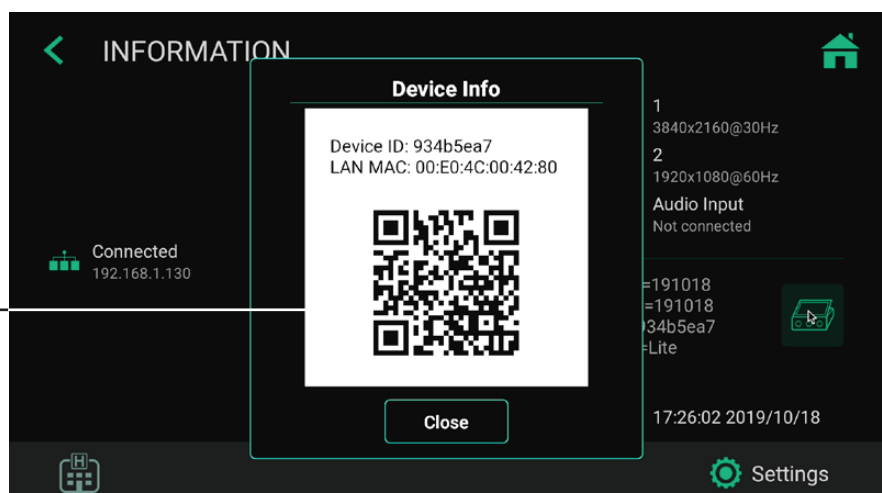 INFORMATION
Device Info
Device ID: 934b5ea7
LAN MAC: 00:E0:4C:00:42:80
Close
Connected
192.168.1.130
1
3840x2160@30Hz
2
1920x1080@60Hz
Audio Input
Not connected
=191018
=191018
934b5ea7
=Lite
17:26:02 2019/10/18
H
Settings